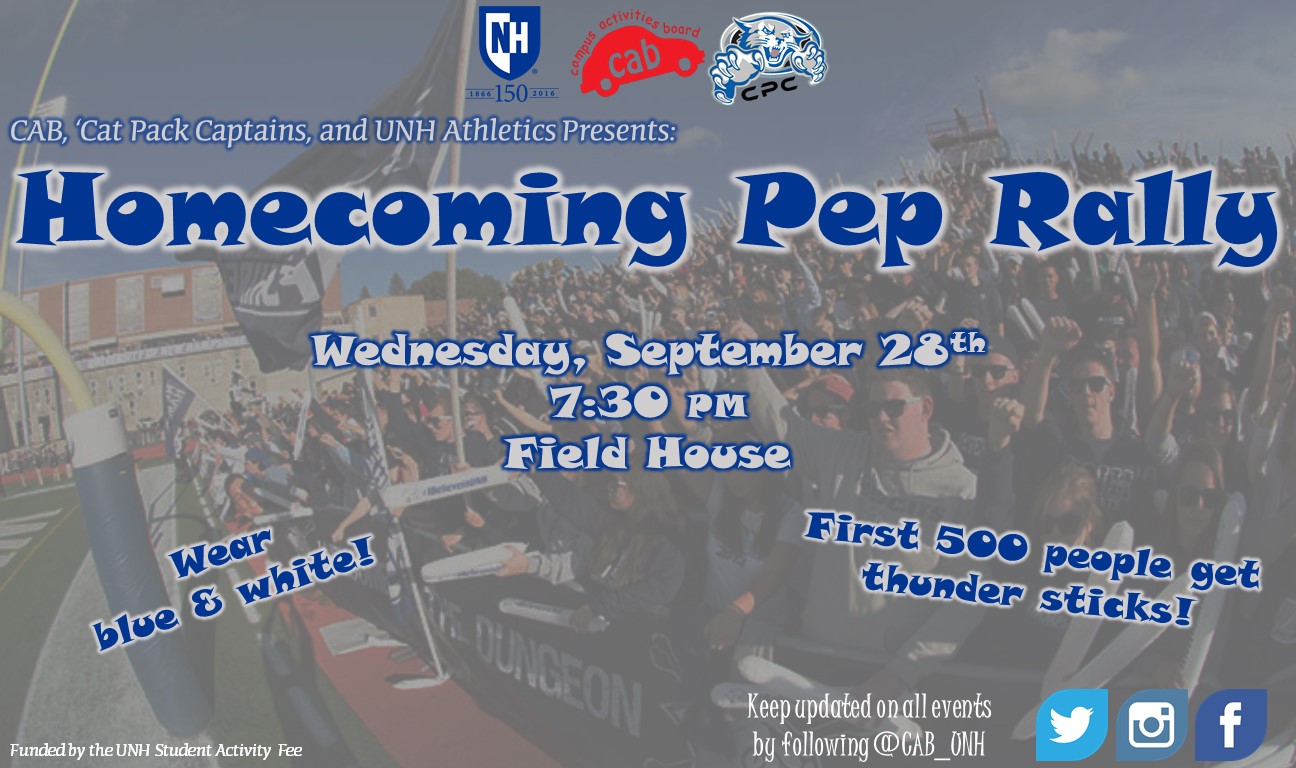 NH
1866 150 2016
campus activities board
cab
CPC
CAB, ‘Cat Pack Captains, and UNH Athletics Presents:
Homecoming Pep Rally
Wednesday, September 28th
7:30 PM
Field House
Wear
blue & white!
First 500 people get
thunder sticks!
THE DUNGEON
Keep updated on all events
by following @CAB_UNH
Funded by the UNH Student Activity Fee